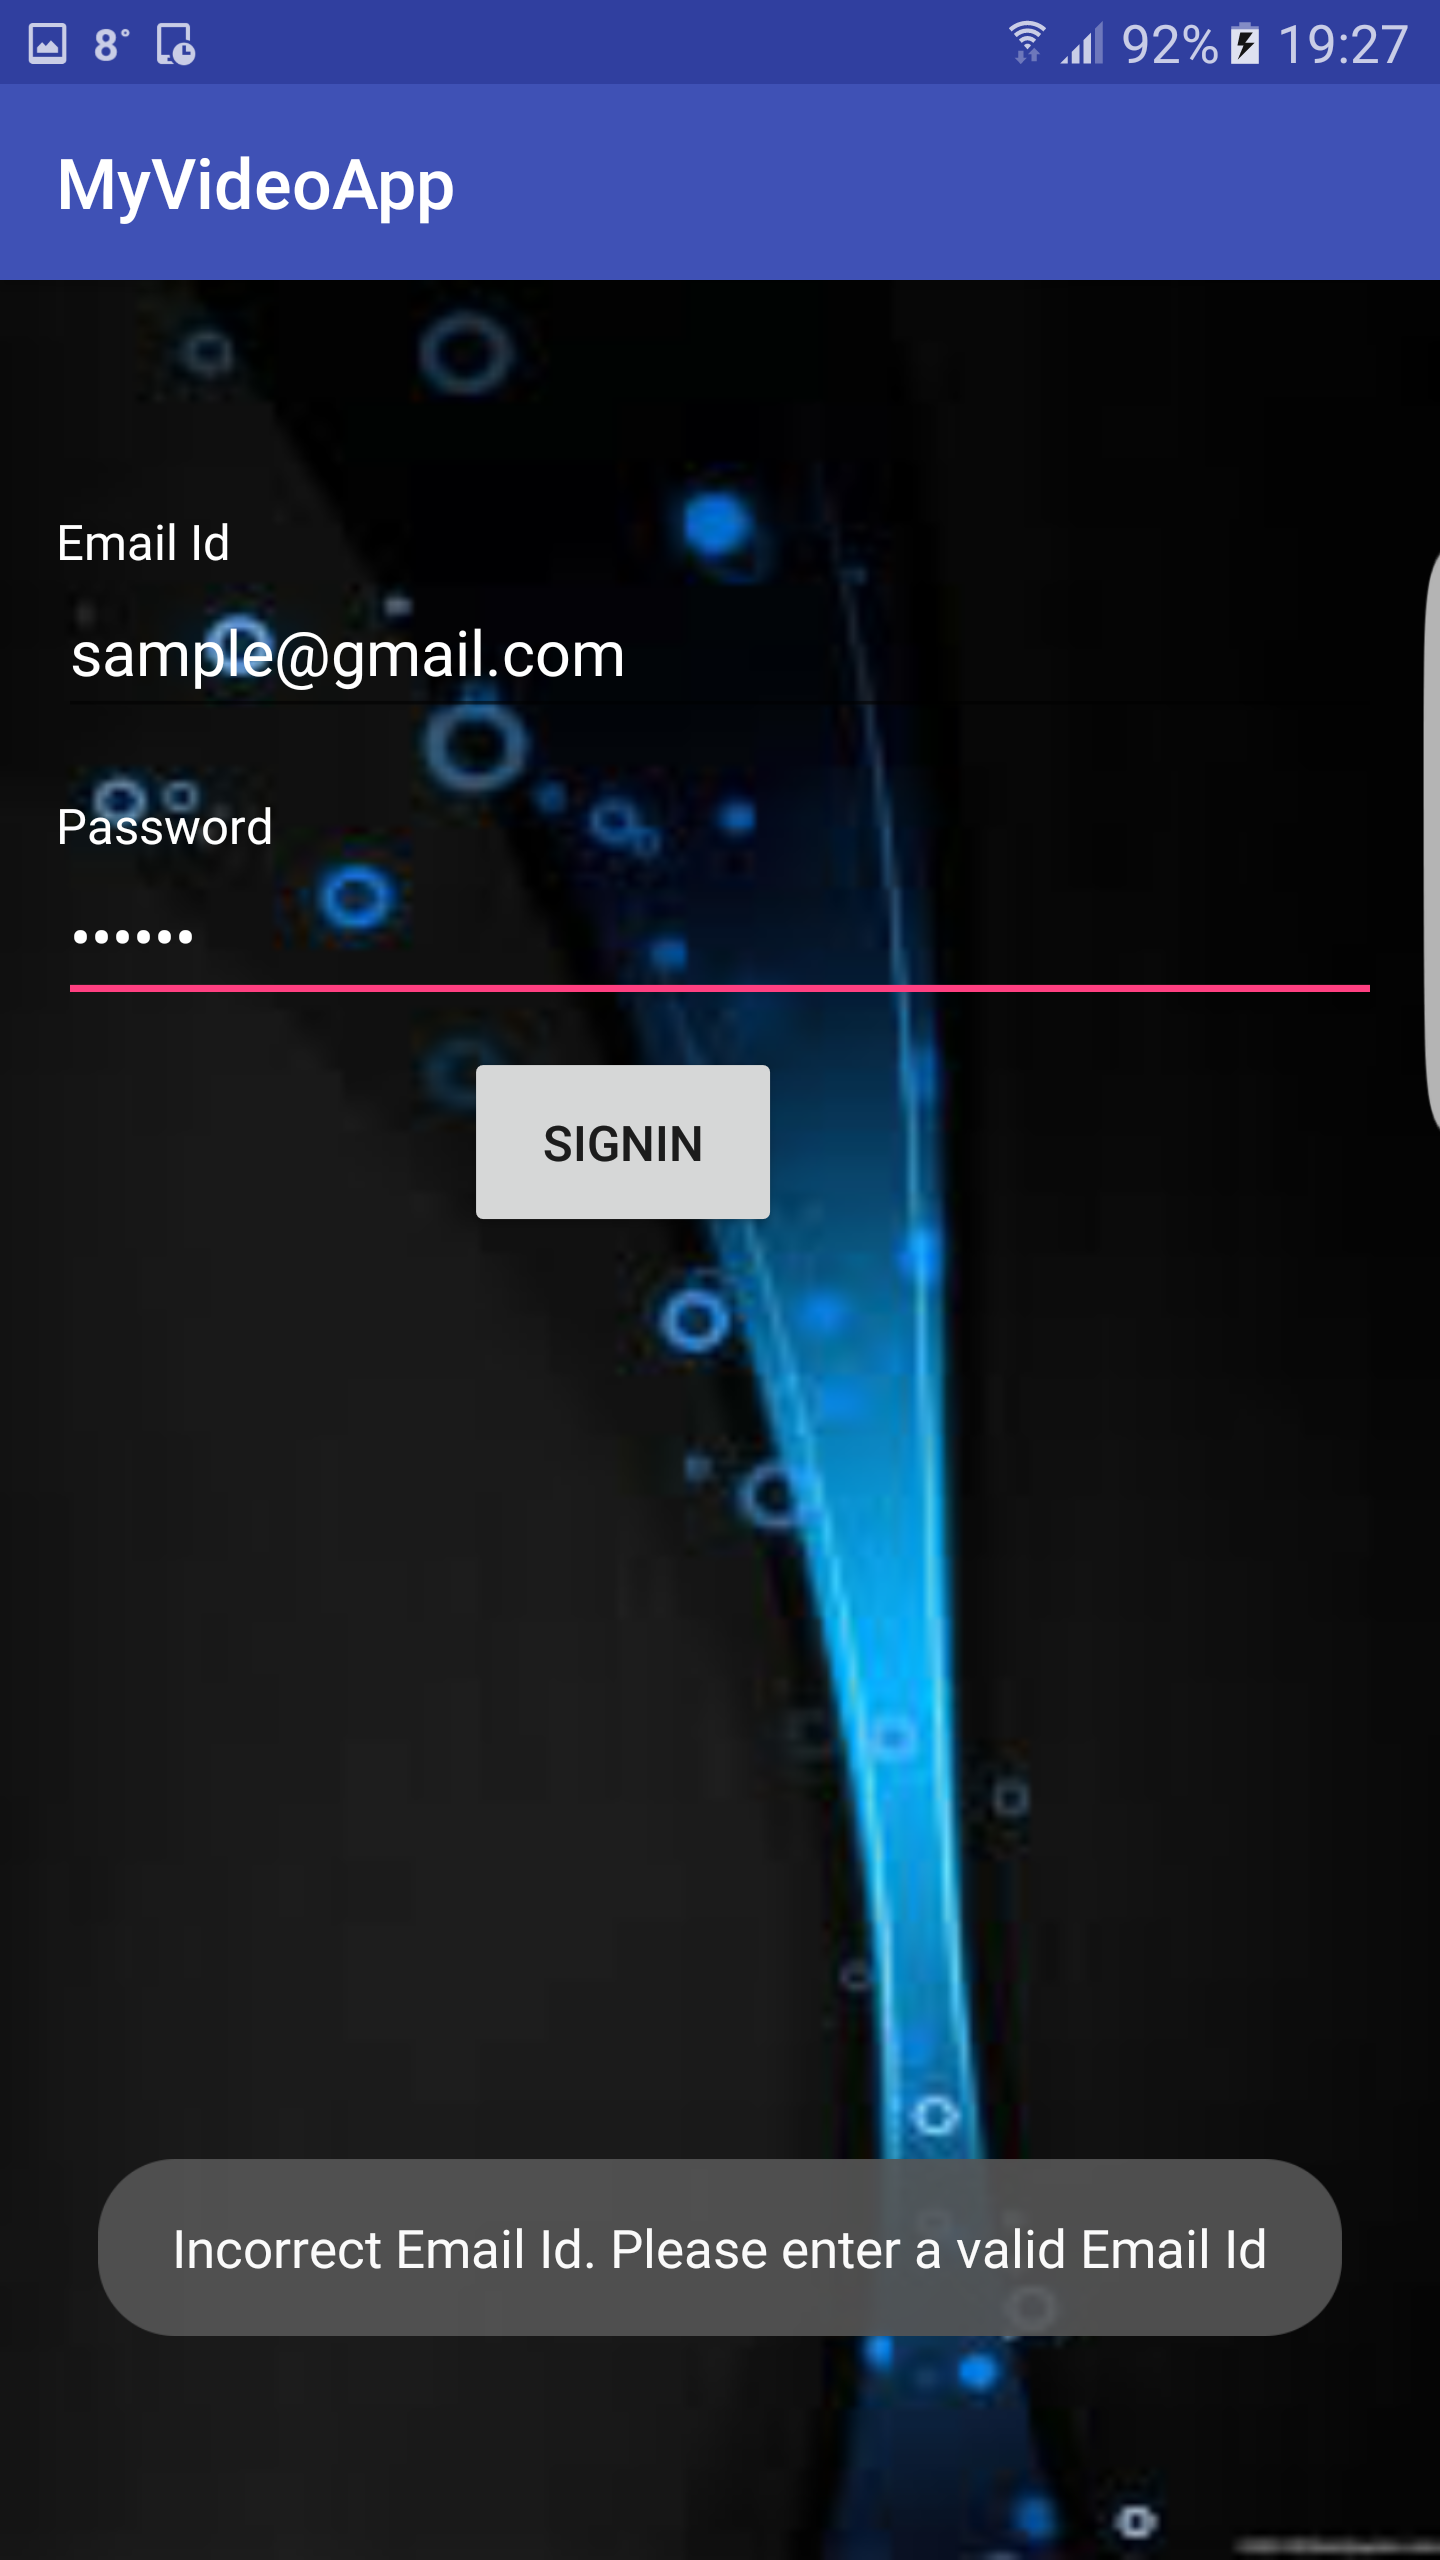 8° 92% 19:27
MyVideoApp
Email Id
sample@gmail.com
Password
••••••
SIGNIN
Incorrect Email Id. Please enter a valid Email Id